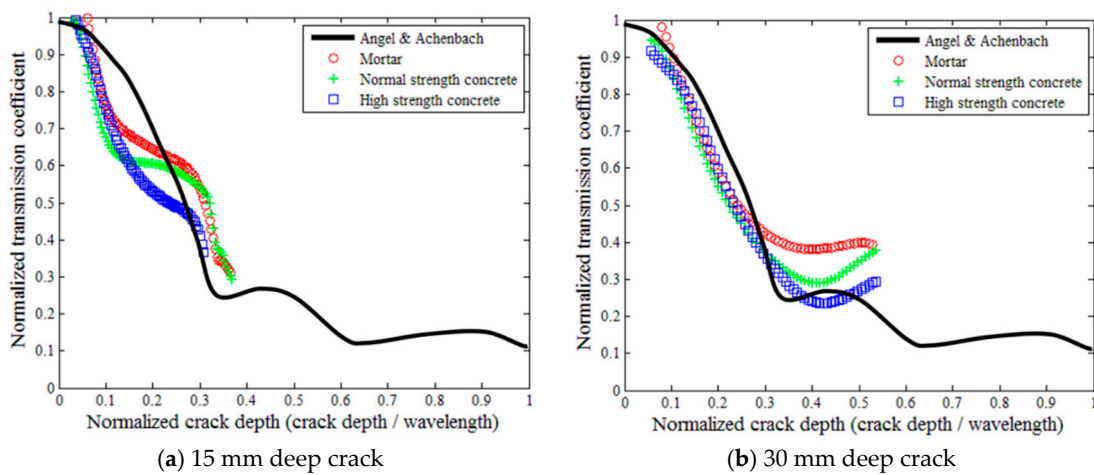 1
0.9
0.8
0.7
0.6
0.5
0.4
0.3
0.2
0.1
0
Normalized transmission coefficient
Angel & Achenbach
Mortar
Normal strength concrete
High strength concrete
0 0.1 0.2 0.3 0.4 0.5 0.6 0.7 0.8 0.9 1
Normalized crack depth (crack depth / wavelength)
(a) 15 mm deep crack
1
0.9
0.8
0.7
0.6
0.5
0.4
0.3
0.2
0.1
0
Normalized transmission coefficient
Angel & Achenbach
Mortar
Normal strength concrete
High strength concrete
0 0.1 0.2 0.3 0.4 0.5 0.6 0.7 0.8 0.9 1
Normalized crack depth (crack depth / wavelength)
(b) 30 mm deep crack